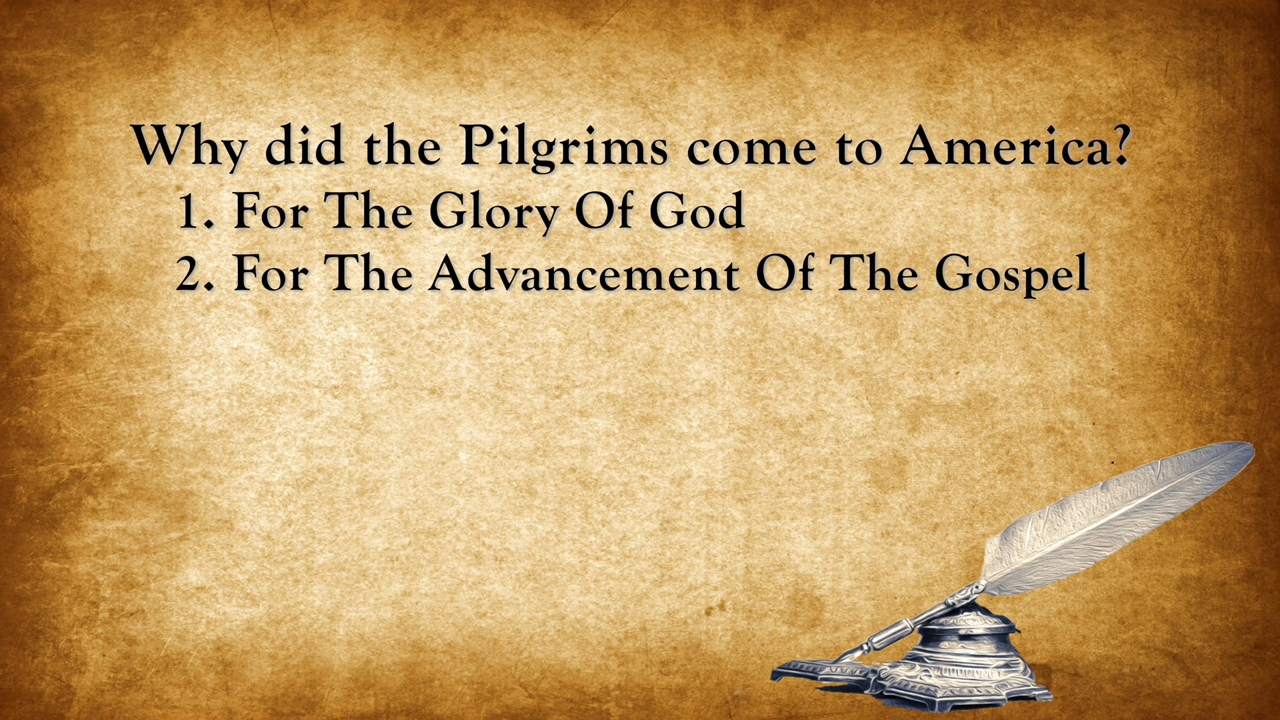 Why did the Pilgrims come to America?
1. For The Glory Of God
2. For The Advancement Of The Gospel